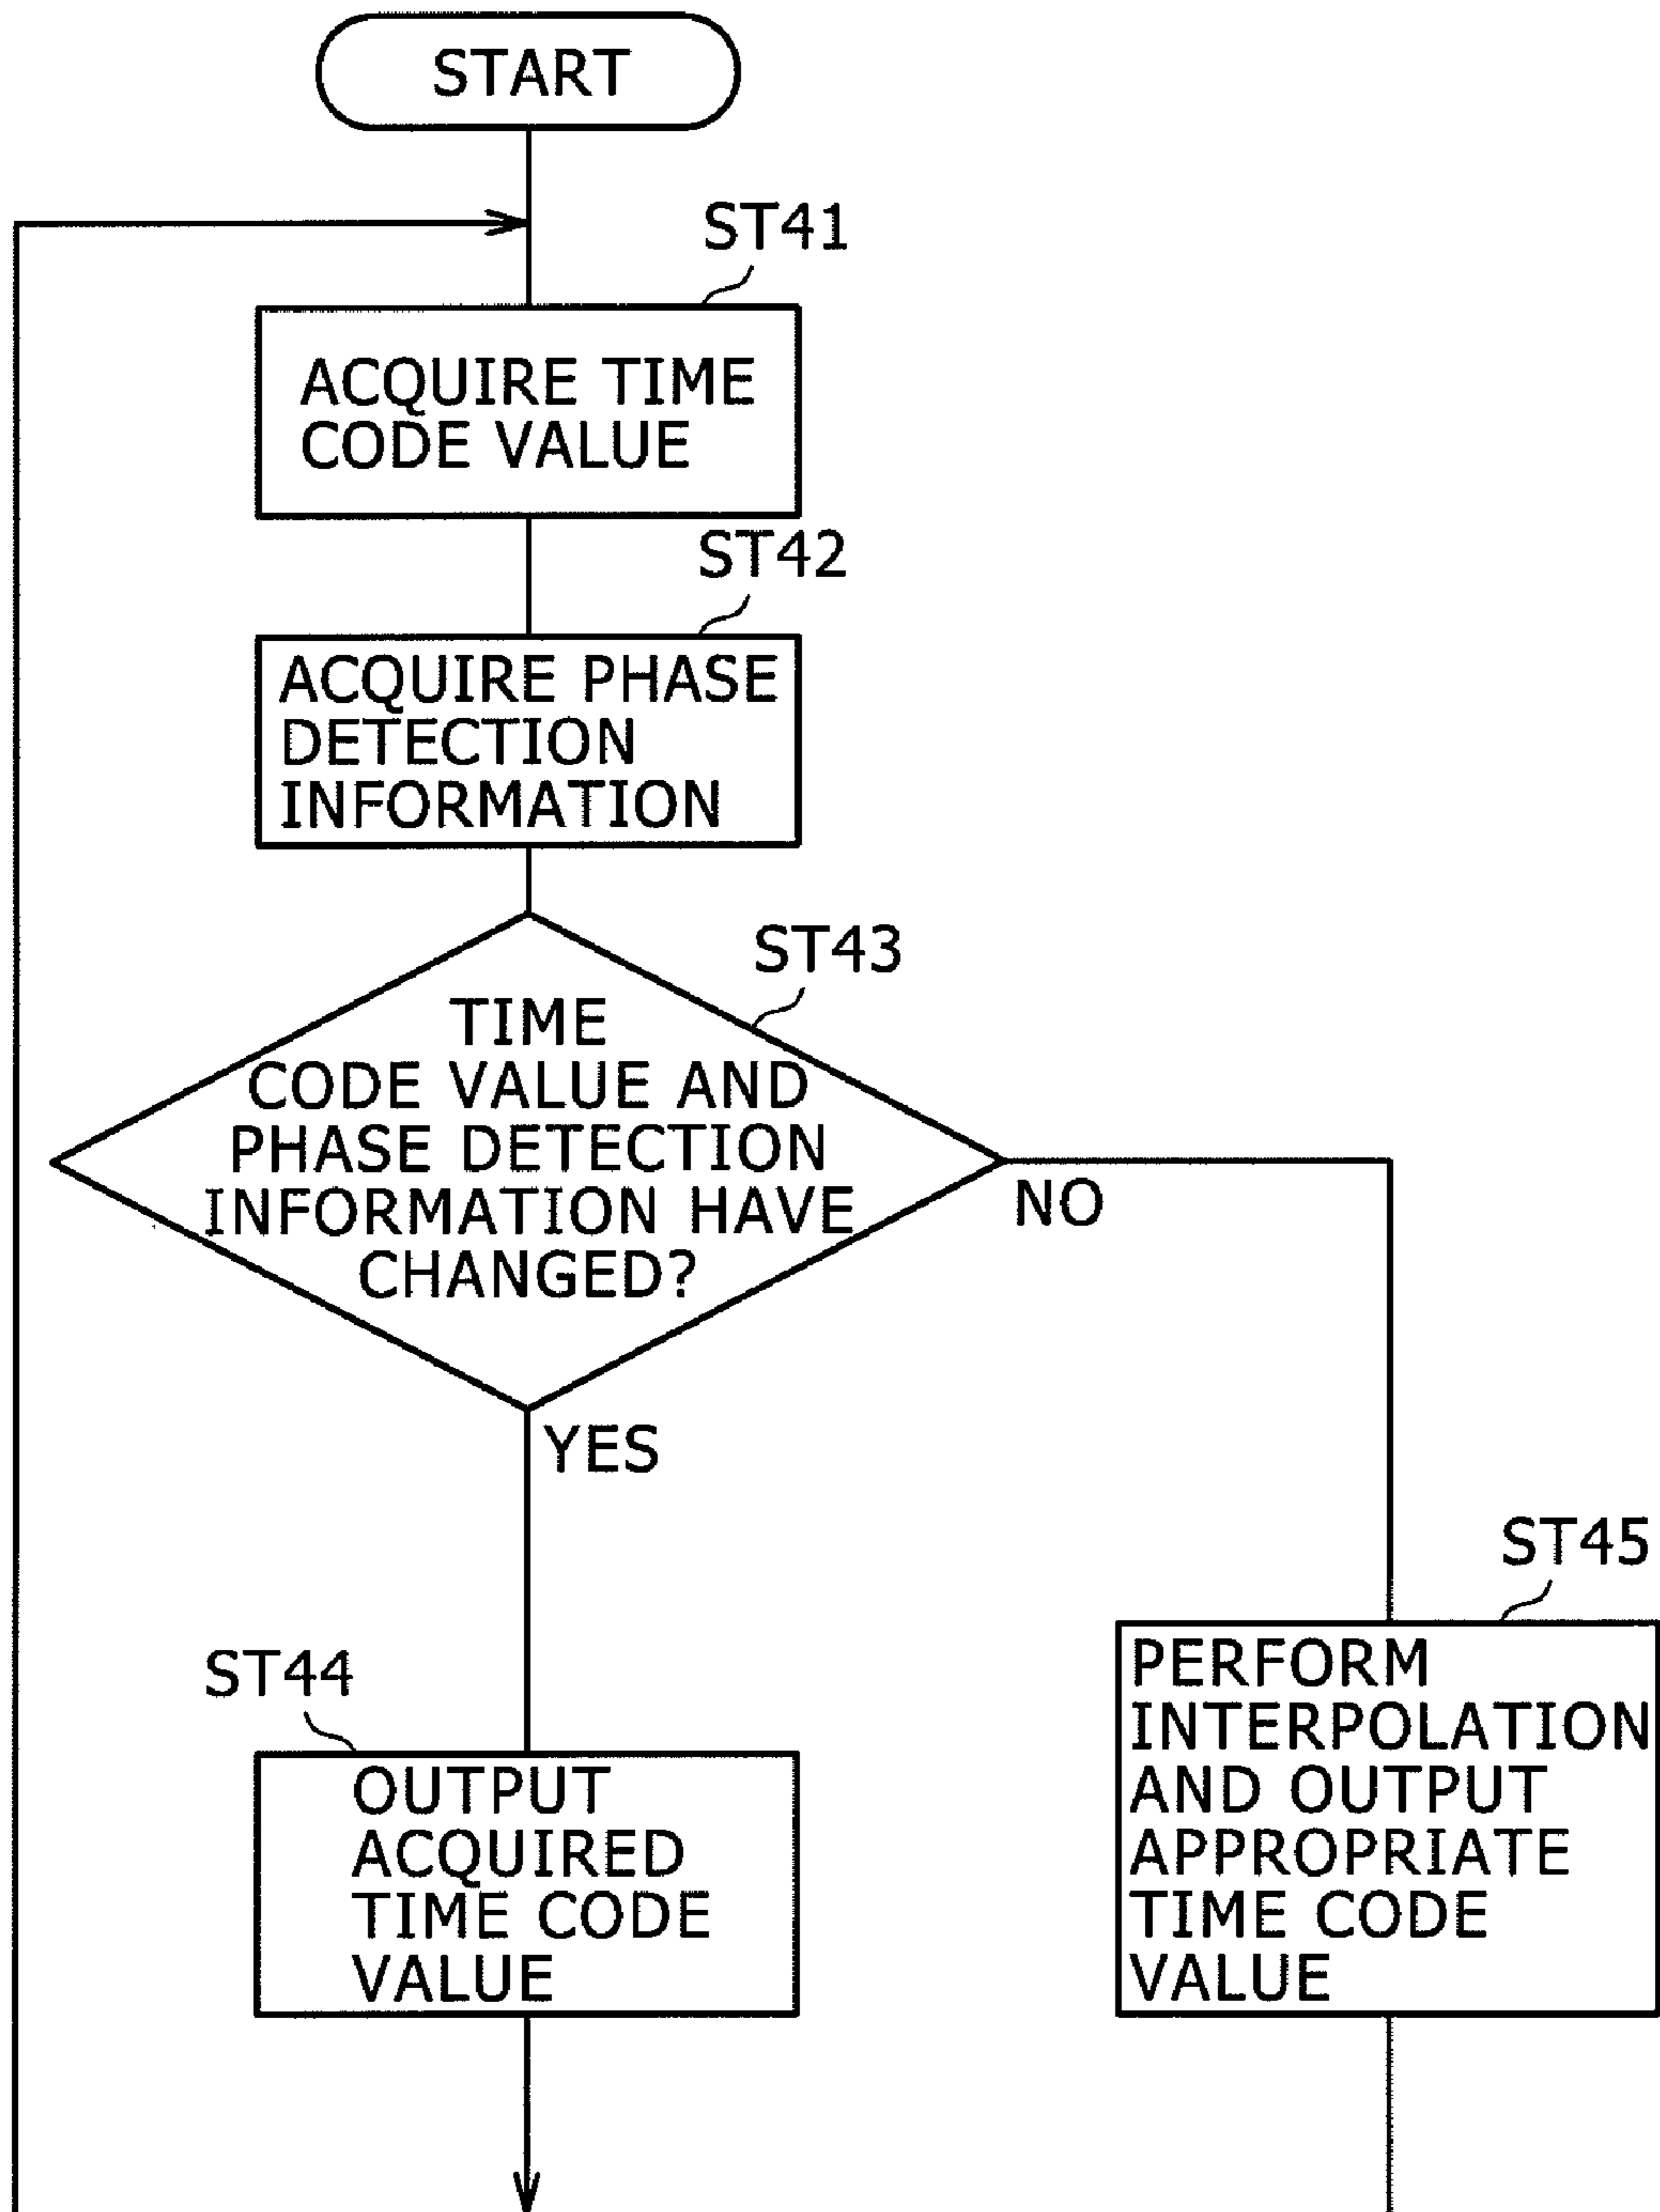 START
ST41
ACQUIRE TIME
CODE VALUE
ST42
ACQUIRE PHASE
DETECTION
INFORMATION
ST43
TIME
CODE VALUE AND
PHASE DETECTION
INFORMATION HAVE
CHANGED?
NO
YES
ST44
OUTPUT
ACQUIRED
TIME CODE
VALUE
ST45
PERFORM
INTERPOLATION
AND OUTPUT
APPROPRIATE
TIME CODE
VALUE